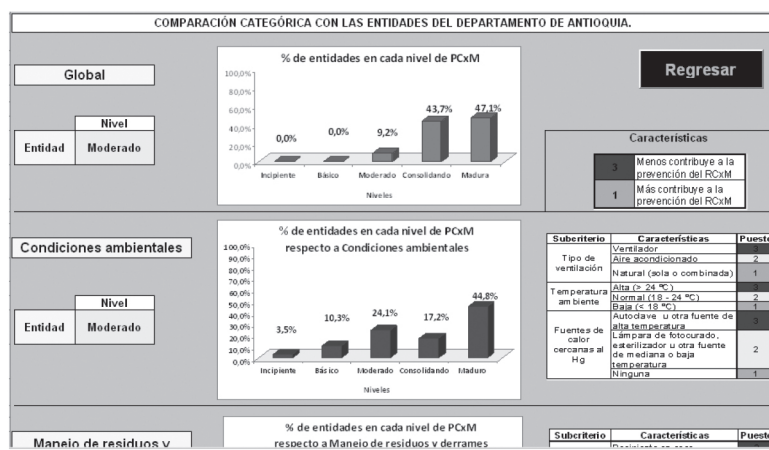 COMPARACIÓN CATEGÓRICA CON LAS ENTIDADES DEL DEPARTAMENTO DE ANTIOQUIA.
Global
Nivel
Entidad Moderado
% de entidades en cada nivel de PCxM
100,0%
80,0%
60,0%
40,0%
20,0%
0,0%
0,0%
0,0%
9,2%
43,7%
47,1%
Incipiente Básico Moderado Consolidando Madura
Niveles
Regresar
Características
3 Menos contribuye a la
prevención del RCxM
1 Más contribuye a la
prevención del RCxM
Condiciones ambientales
Nivel
Entidad Moderado
% de entidades en cada nivel de PCxM
respecto a Condiciones ambientales
100,0%
90,0%
80,0%
70,0%
60,0%
50,0%
40,0%
30,0%
20,0%
10,0%
0,0%
3,5%
10,3%
24,1%
17,2%
44,8%
Incipiente Básico Moderado Consolidando Maduro
Niveles
Subcriterio Características Puesto
Tipo de
ventilación
Ventilador 3
Aire acondicionado 2
Natural (sola o combinada) 1
Temperatura
ambiente
Alta (> 24 ºC) 3
Normal (18 - 24 ºC) 2
Baja (< 18 ºC) 1
Fuentes de
calor
cercanas al
Hg
Autoclave u otra fuente de
alta temperatura 3
Lámpara de fotocurado,
esterilizador u otra fuente
de mediana o baja
temperatura 2
Ninguna 1
Manejo de residuos y
% de entidades en cada nivel de PCxM
respecto a Manejo de residuos y derrames
Subcriterio Características Puesto